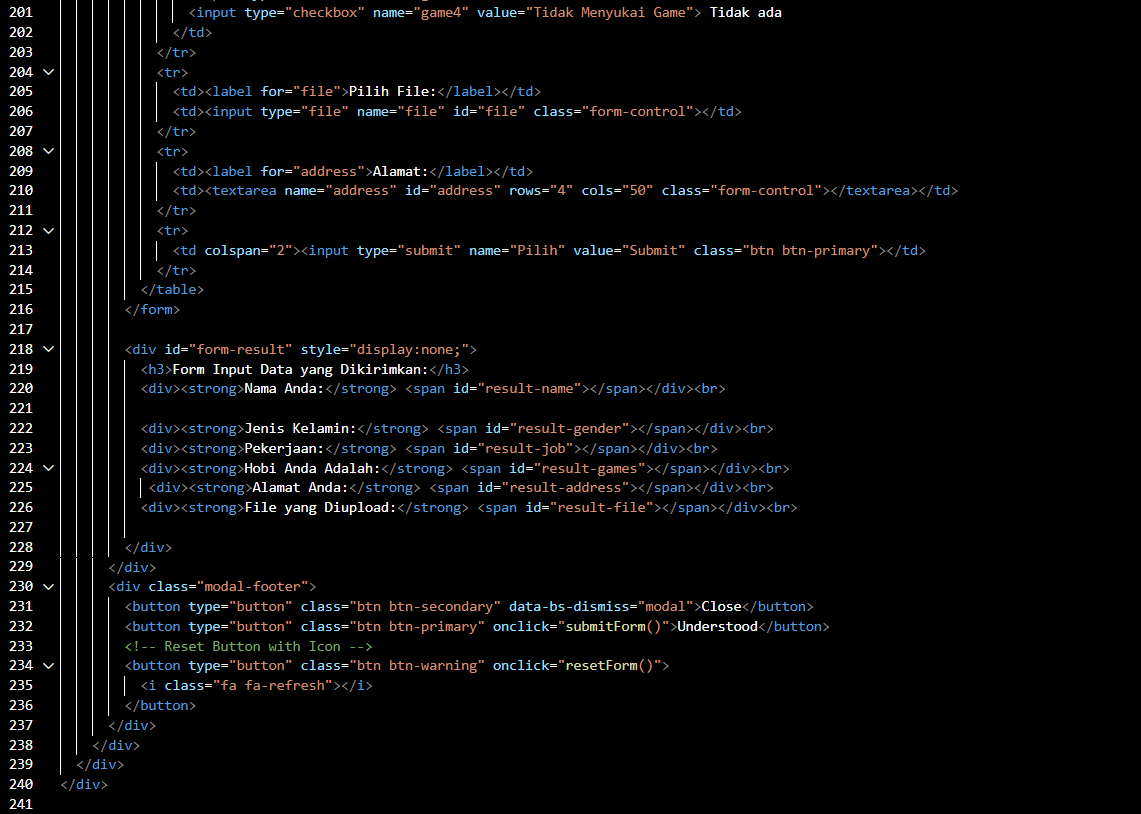 201 <input type="checkbox" name="game4" value="Tidak Menyukai Game"> Tidak ada
202 </td>
203 </tr>
204 <tr>
205 <td><label for="file">Pilih File:</label></td>
206 <td><input type="file" name="file" id="file" class="form-control"></td>
207 </tr>
208 <tr>
209 <td><label for="address">Alamat:</label></td>
210 <td><textarea name="address" id="address" rows="4" cols="50" class="form-control"></textarea></td>
211 </tr>
212 <tr>
213 <td colspan="2"><input type="submit" name="Pilih" value="Submit" class="btn btn-primary"></td>
214 </tr>
215 </table>
216 </form>
217
218 <div id="form-result" style="display:none;">
219 <h3>Form Input Data yang Dikirimkan:</h3>
220 <div><strong>Nama Anda:</strong> <span id="result-name"></span></div><br>
221
222 <div><strong>Jenis Kelamin:</strong> <span id="result-gender"></span></div><br>
223 <div><strong>Pekerjaan:</strong> <span id="result-job"></span></div><br>
224 <div><strong>Hobi Anda Adalah:</strong> <span id="result-games"></span></div><br>
225 <div><strong>Alamat Anda:</strong> <span id="result-address"></span></div><br>
226 <div><strong>File yang Diupload:</strong> <span id="result-file"></span></div><br>
227
228 </div>
229 </div>
230 <div class="modal-footer">
231 <button type="button" class="btn btn-secondary" data-bs-dismiss="modal">Close</button>
232 <button type="button" class="btn btn-primary" onclick="submitForm()">Understood</button>
233 <!-- Reset Button with Icon -->
234 <button type="button" class="btn btn-warning" onclick="resetForm()">
235 <i class="fa fa-refresh"></i>
236 </button>
237 </div>
238 </div>
239 </div>
240 </div>
241